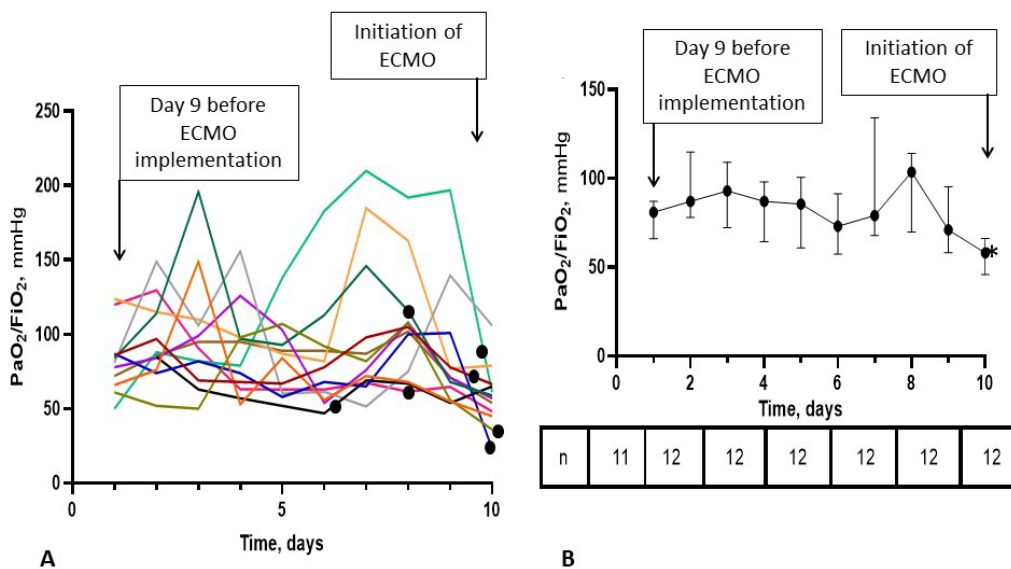 Initiation of
ECMO
Day 9 before
ECMO
implementation
250
200
150
100
50
0
PaO2/FiO2, mmHg
0
5
10
Time, days
A
Day 9 before
ECMO
implementation
Initiation of
ECMO
150
100
50
0
PaO2/FiO2, mmHg
*
0 2 4 6 8 10
Time, days
n 11 12 12 12 12 12 12
B